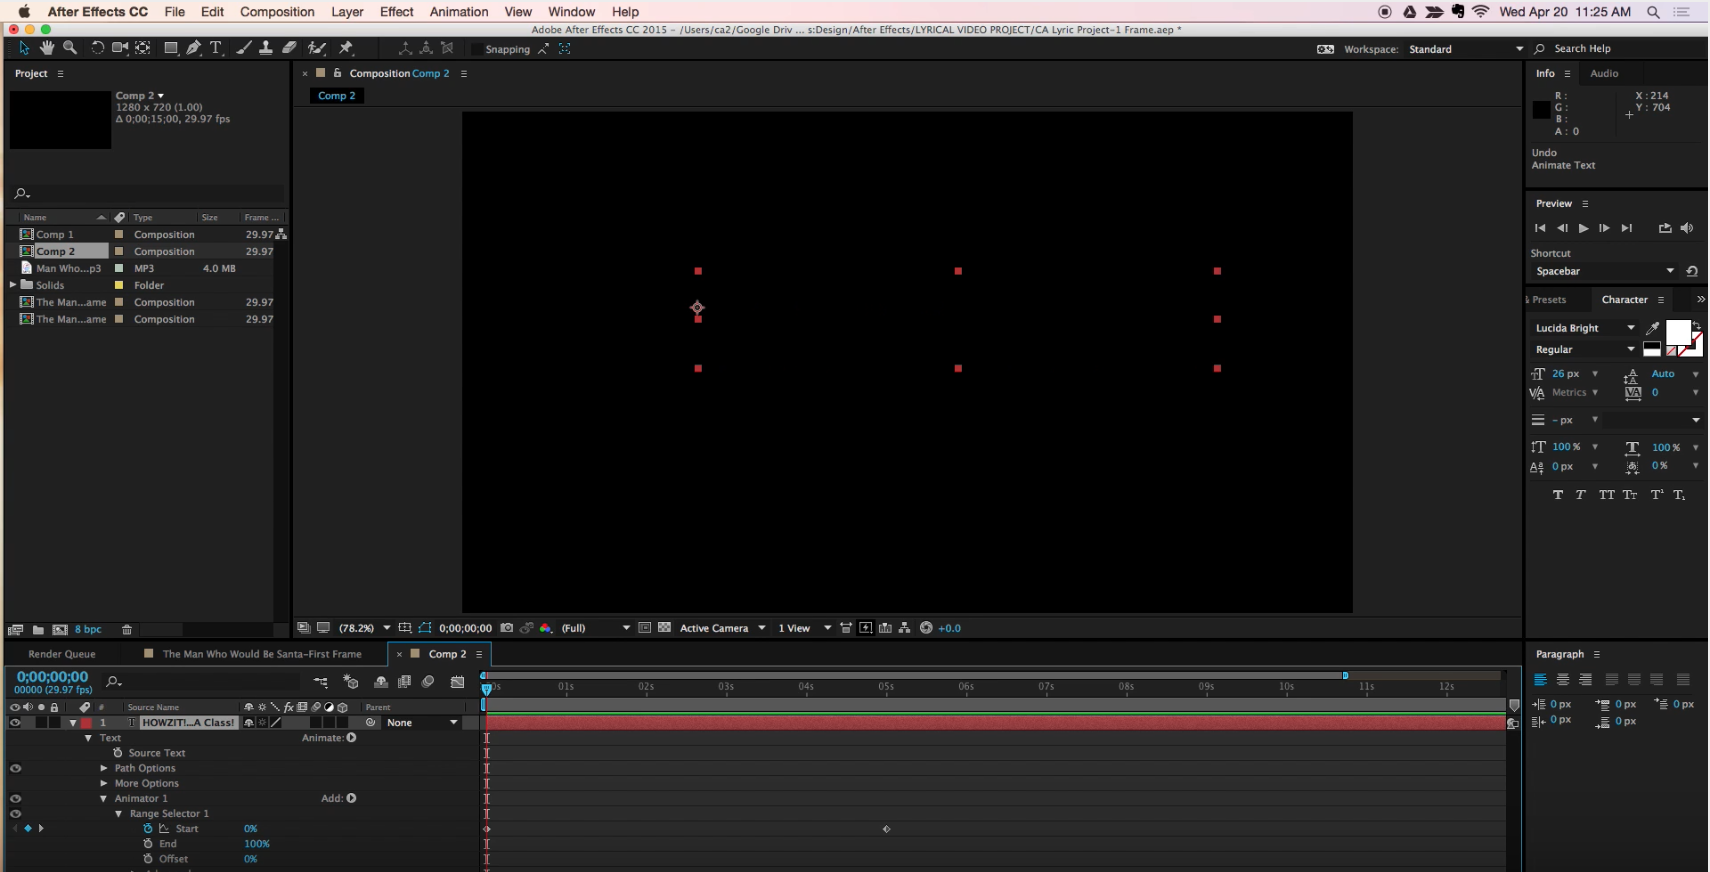 After Effects CC File Edit Composition Layer Effect Animation View Window Help Wed Apr 20 11:25 AM
Adobe After Effects CC 2015 - /Users/ca2/Google Driv ... s:Design/After Effects/LYRICAL VIDEO PROJECT/CA Lyric Project-1 Frame.aep *
Snapping Workspace: Standard Search Help
Project
Comp 2
1280 x 720 (1.00)
Δ 0;00;15;00, 29.97 fps
Name Type Size Frame ...
Comp 1 Composition 29.97
Comp 2 Composition 29.97
Man Who...p3 MP3 4.0 MB
Solids Folder
The Man...ame Composition 29.97
The Man...ame Composition 29.97
8 bpc
Composition Comp 2
Comp 2
(78.2%) 0;00;00;00 (Full) Active Camera 1 View +0.0
Info Audio
R : X : 214
G : Y : 704
B :
A : 0
Undo
Animate Text
Preview
Shortcut
Spacebar
& Presets Character
Lucida Bright
Regular
26 px Auto
Metrics 0
- px
100 % 100 %
0 px 0 %
T T TT Tt T¹ T₁
Paragraph
0 px 0 px 0 px
0 px 0 px
Render Queue The Man Who Would Be Santa-First Frame Comp 2
0;00;00;00
00000 (29.97 fps)
0s 01s 02s 03s 04s 05s 06s 07s 08s 09s 10s 11s 12s
# Source Name fx Parent
1 T HOWZIT!...A Class! None
Text Animate:
Source Text
Path Options
More Options
Animator 1 Add:
Range Selector 1
Start 0%
End 100%
Offset 0%